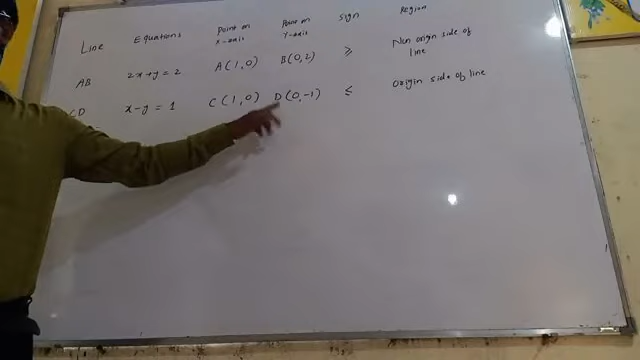 Line Equations Point on x-axis Point on Y-axis Sign Region
AB 2x+y=2 A(1,0) B(0,2) ≥ Non origin side of line
CD x-y=1 C(1,0) D(0,-1) ≤ Origin side of line